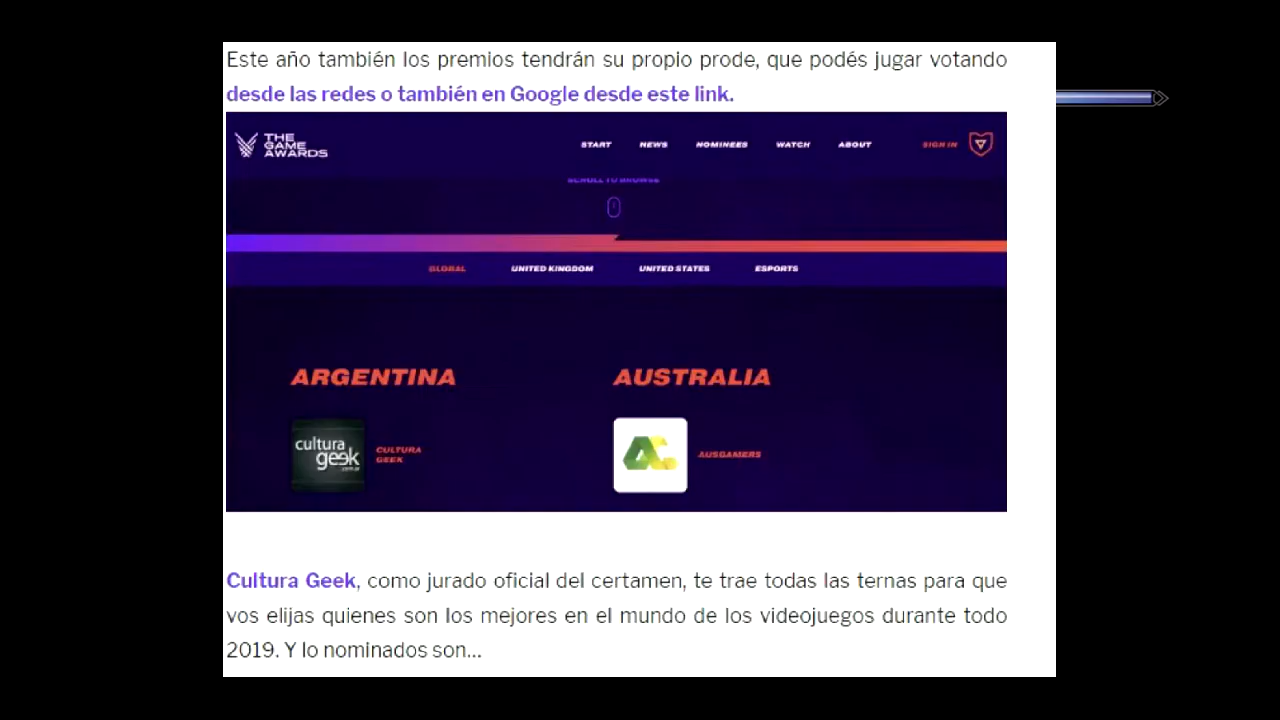 Este año también los premios tendrán su propio prode, que podés jugar votando
desde las redes o también en Google desde este link.
THE
GAME
AWARDS
START NEWS NOMINEES WATCH ABOUT SIGN IN
SCROLL TO BROWSE
GLOBAL UNITED KINGDOM UNITED STATES ESPORTS
ARGENTINA AUSTRALIA
cultura
geek
.com.ar
CULTURA
GEEK
AUSGAMERS
Cultura Geek, como jurado oficial del certamen, te trae todas las ternas para que
vos elijas quienes son los mejores en el mundo de los videojuegos durante todo
2019. Y lo nominados son...